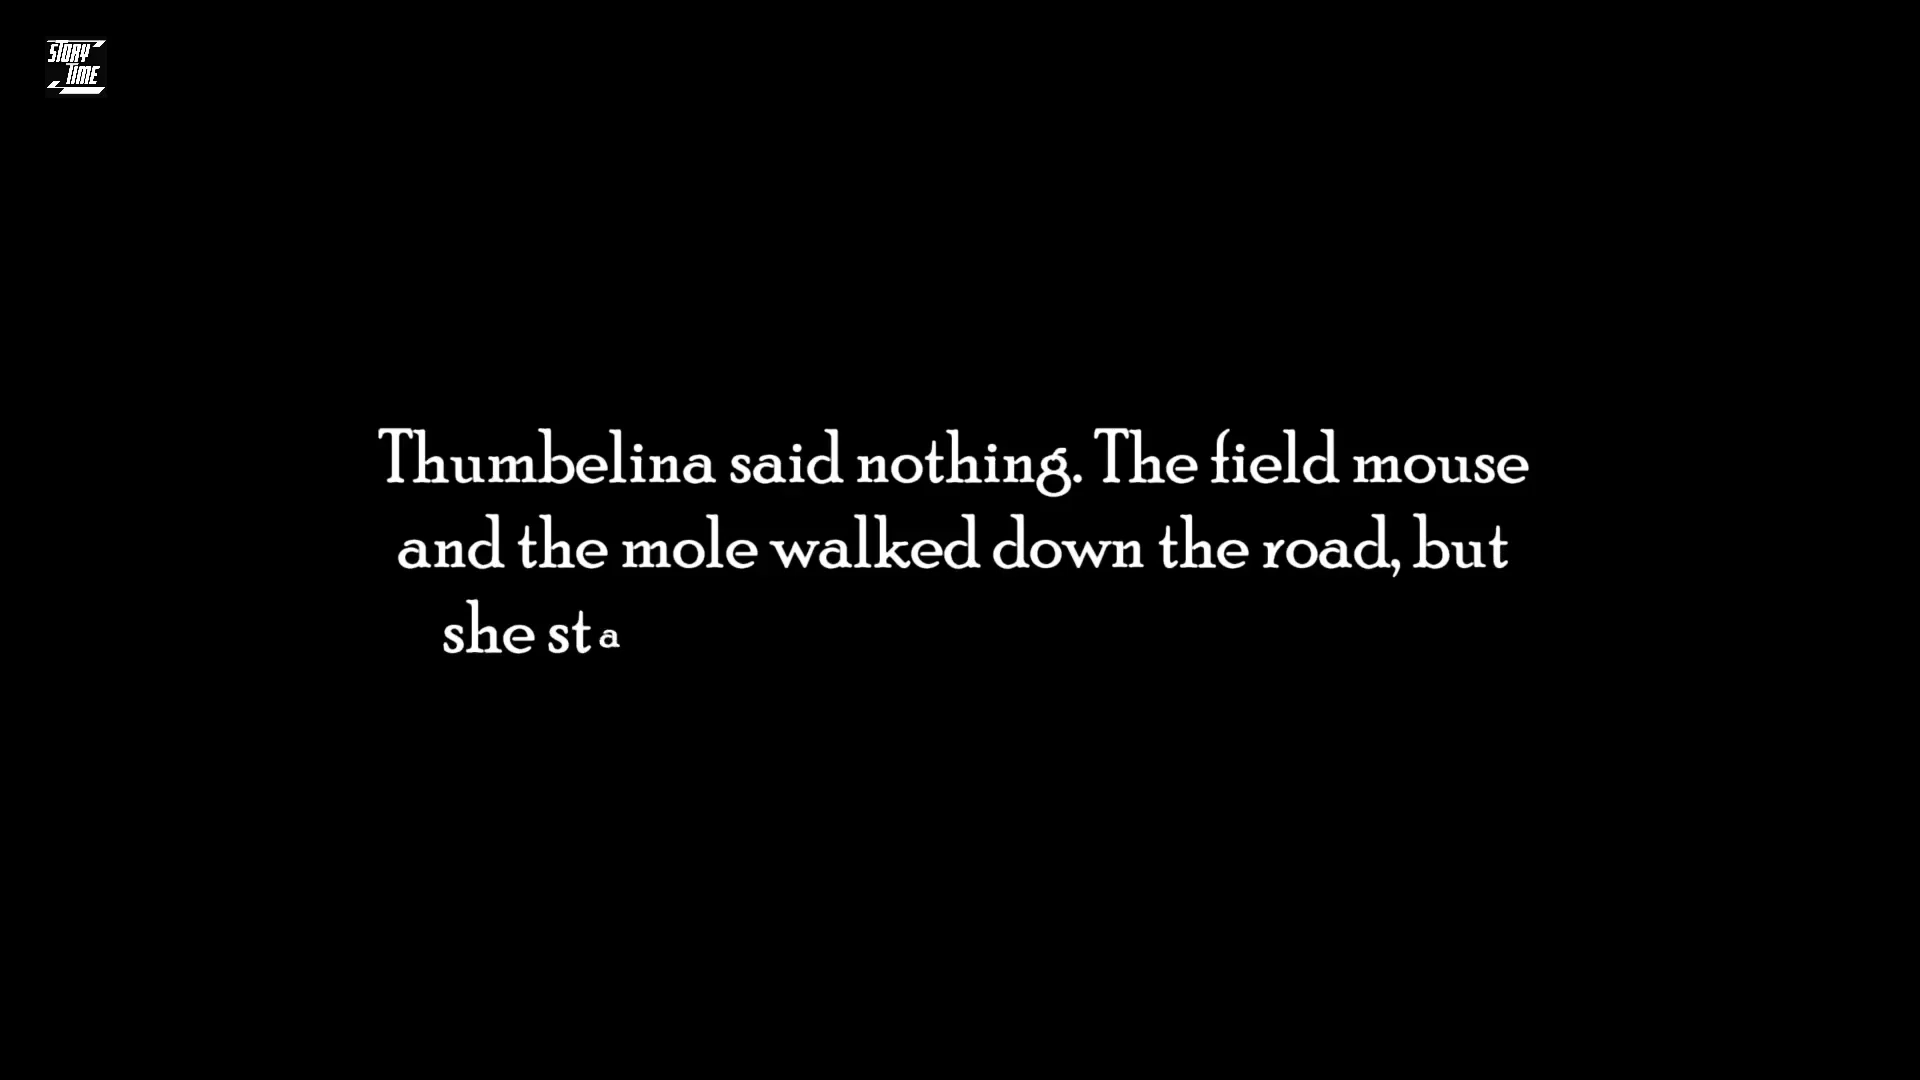 STORY
TIME
Thumbelina said nothing. The field mouse
and the mole walked down the road, but
she sta